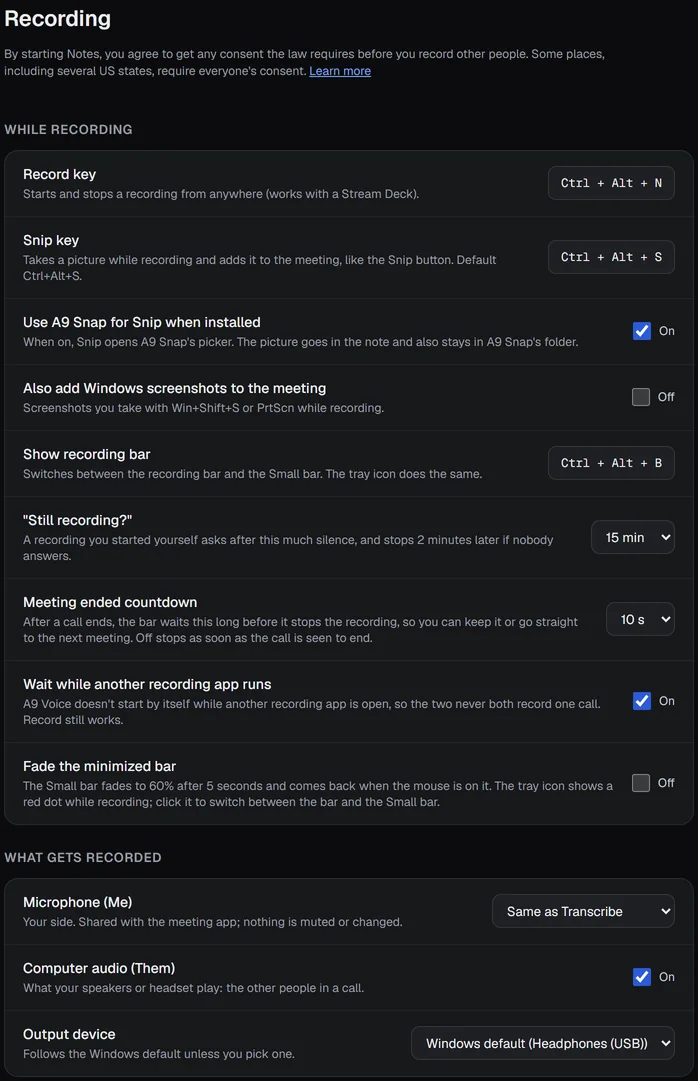 Recording
By starting Notes, you agree to get any consent the law requires before you record other people. Some places,
including several US states, require everyone's consent. Learn more
WHILE RECORDING
Record key
Starts and stops a recording from anywhere (works with a Stream Deck).
Ctrl + Alt + N
Snip key
Takes a picture while recording and adds it to the meeting, like the Snip button. Default
Ctrl+Alt+S.
Ctrl + Alt + S
Use A9 Snap for Snip when installed
When on, Snip opens A9 Snap's picker. The picture goes in the note and also stays in A9 Snap's folder.
On
Also add Windows screenshots to the meeting
Screenshots you take with Win+Shift+S or PrtScn while recording.
Off
Show recording bar
Switches between the recording bar and the Small bar. The tray icon does the same.
Ctrl + Alt + B
"Still recording?"
A recording you started yourself asks after this much silence, and stops 2 minutes later if nobody
answers.
15 min
Meeting ended countdown
After a call ends, the bar waits this long before it stops the recording, so you can keep it or go straight
to the next meeting. Off stops as soon as the call is seen to end.
10 s
Wait while another recording app runs
A9 Voice doesn't start by itself while another recording app is open, so the two never both record one call.
Record still works.
On
Fade the minimized bar
The Small bar fades to 60% after 5 seconds and comes back when the mouse is on it. The tray icon shows a
red dot while recording; click it to switch between the bar and the Small bar.
Off
WHAT GETS RECORDED
Microphone (Me)
Your side. Shared with the meeting app; nothing is muted or changed.
Same as Transcribe
Computer audio (Them)
What your speakers or headset play: the other people in a call.
On
Output device
Follows the Windows default unless you pick one.
Windows default (Headphones (USB))